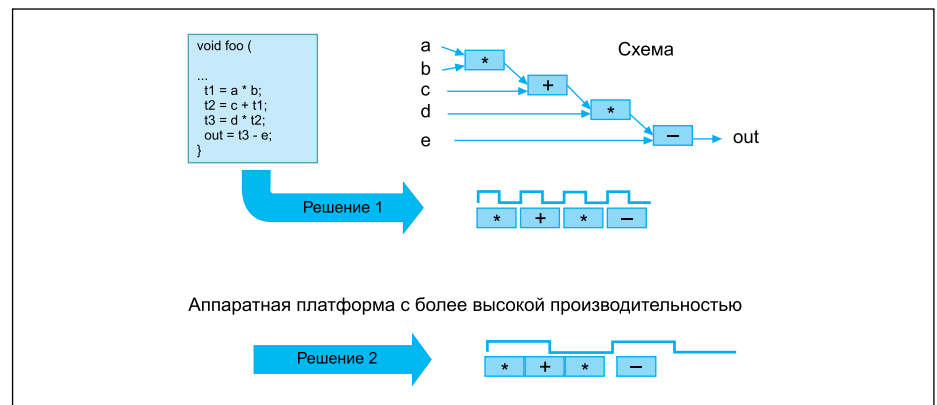 void foo (
...
t1 = a * b;
t2 = c + t1;
t3 = d * t2;
out = t3 - e;
}
Схема
a
b
c
d
e
*
+
*
−
out
Решение 1
* + * −
Аппаратная платформа с более высокой производительностью
Решение 2
* + * −